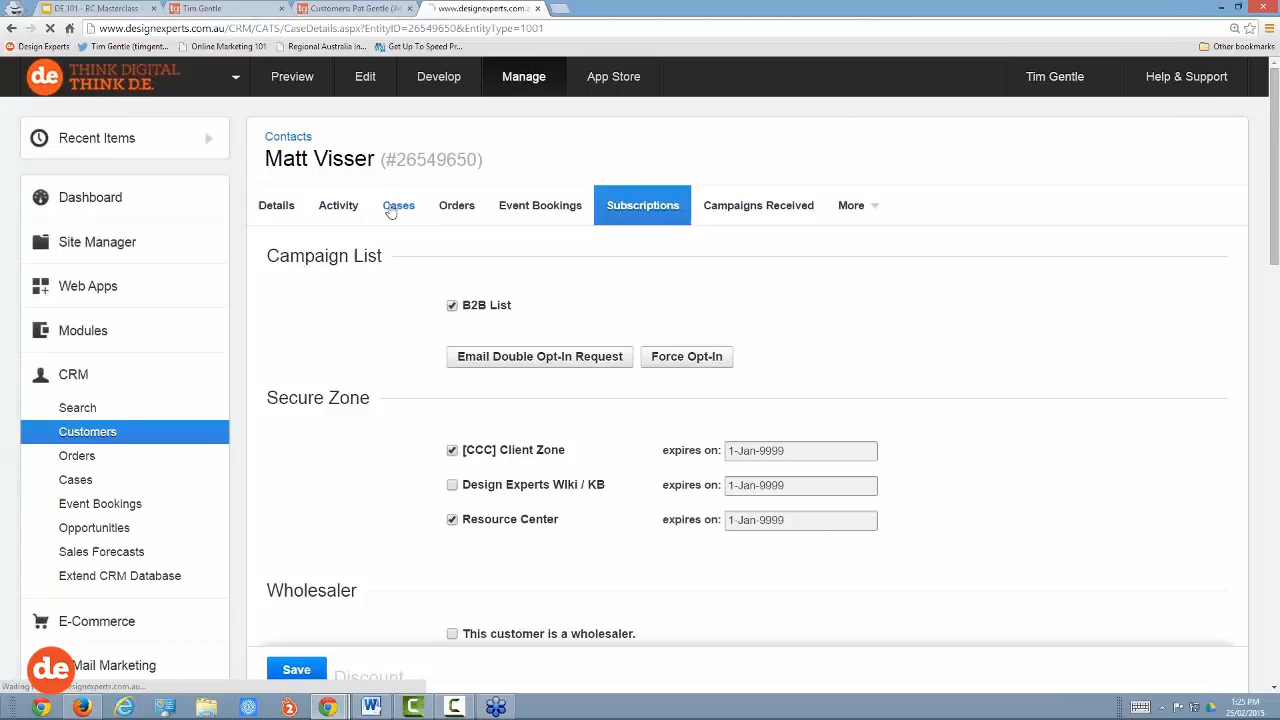 DE 101 - BC Masterclass
Tim Gentle
Customers: Pat Gentle (#
www.designexperts.com.au/
www.designexperts.com.au/CRM/CATS/CaseDetails.aspx?EntityID=26549650&EntityType=1001
Design Experts
Tim Gentle (timgent...
Online Marketing 101
Regional Australia In...
Get Up To Speed Pr...
Other bookmarks
de THINK DIGITAL
THINK D.E.
Preview
Edit
Develop
Manage
App Store
Tim Gentle
Help & Support
Recent Items
Dashboard
Site Manager
Web Apps
Modules
CRM
Search
Customers
Orders
Cases
Event Bookings
Opportunities
Sales Forecasts
Extend CRM Database
E-Commerce
Mail Marketing
de
Contacts
Matt Visser (#26549650)
Details
Activity
Cases
Orders
Event Bookings
Subscriptions
Campaigns Received
More
Campaign List
B2B List
Email Double Opt-In Request
Force Opt-In
Secure Zone
[CCC] Client Zone expires on: 1-Jan-9999
Design Experts WIki / KB expires on: 1-Jan-9999
Resource Center expires on: 1-Jan-9999
Wholesaler
This customer is a wholesaler.
Save
Discount
1:25 PM
25/02/2015